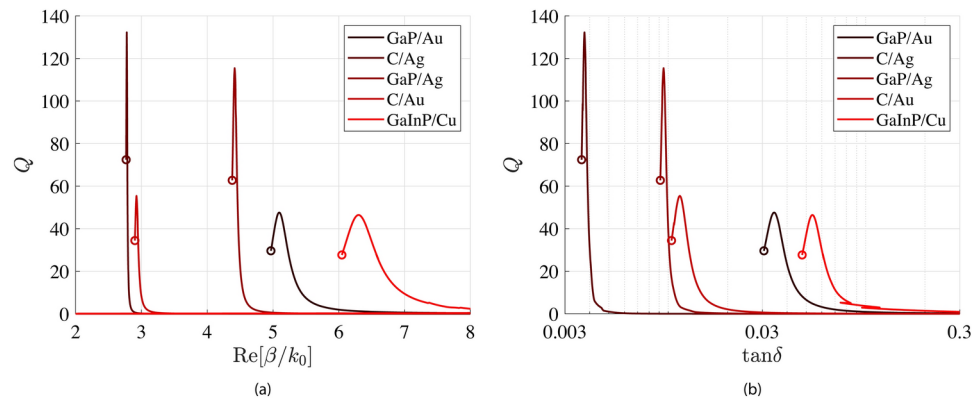 140
120
100
80
60
40
20
0
Q
2 3 4 5 6 7 8
Re[β/k₀]
GaP/Au
C/Ag
GaP/Ag
C/Au
GaInP/Cu
(a)
140
120
100
80
60
40
20
0
Q
0.003 0.03 0.3
tanδ
GaP/Au
C/Ag
GaP/Ag
C/Au
GaInP/Cu
(b)